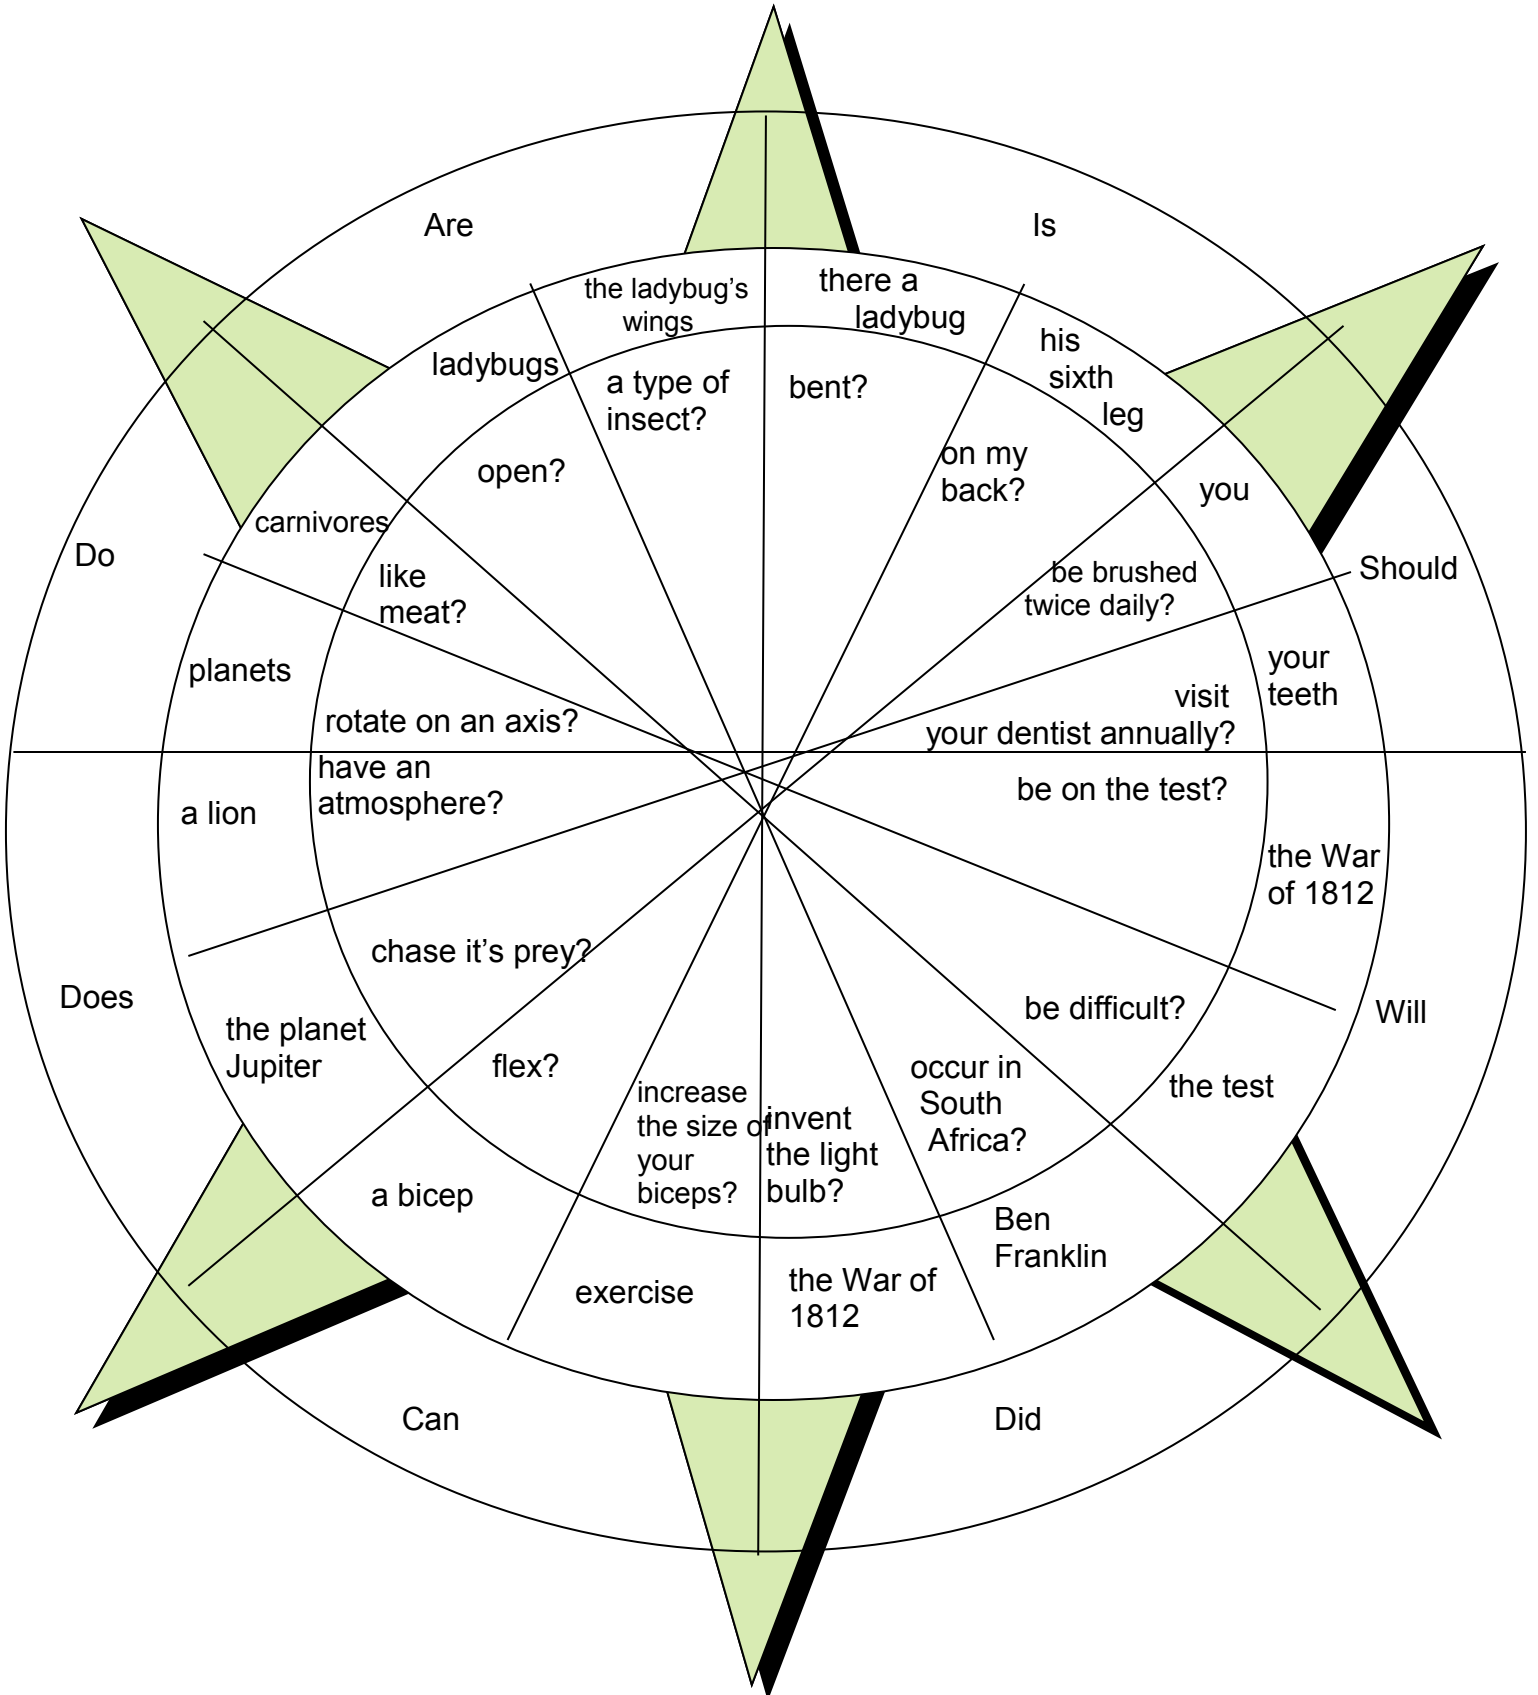 Are
Is
the ladybug’s
wings
there a
ladybug
ladybugs
his
sixth
leg
a type of
insect?
bent?
open?
on my
back?
you
carnivores
Do
like
meat?
be brushed
twice daily?
Should
planets
your
teeth
rotate on an axis?
visit
your dentist annually?
have an
atmosphere?
be on the test?
a lion
the War
of 1812
chase it’s prey?
Does
be difficult?
Will
the planet
Jupiter
flex?
occur in
South
Africa?
the test
increase
the size of
your
biceps?
invent
the light
bulb?
a bicep
Ben
Franklin
exercise
the War of
1812
Can
Did